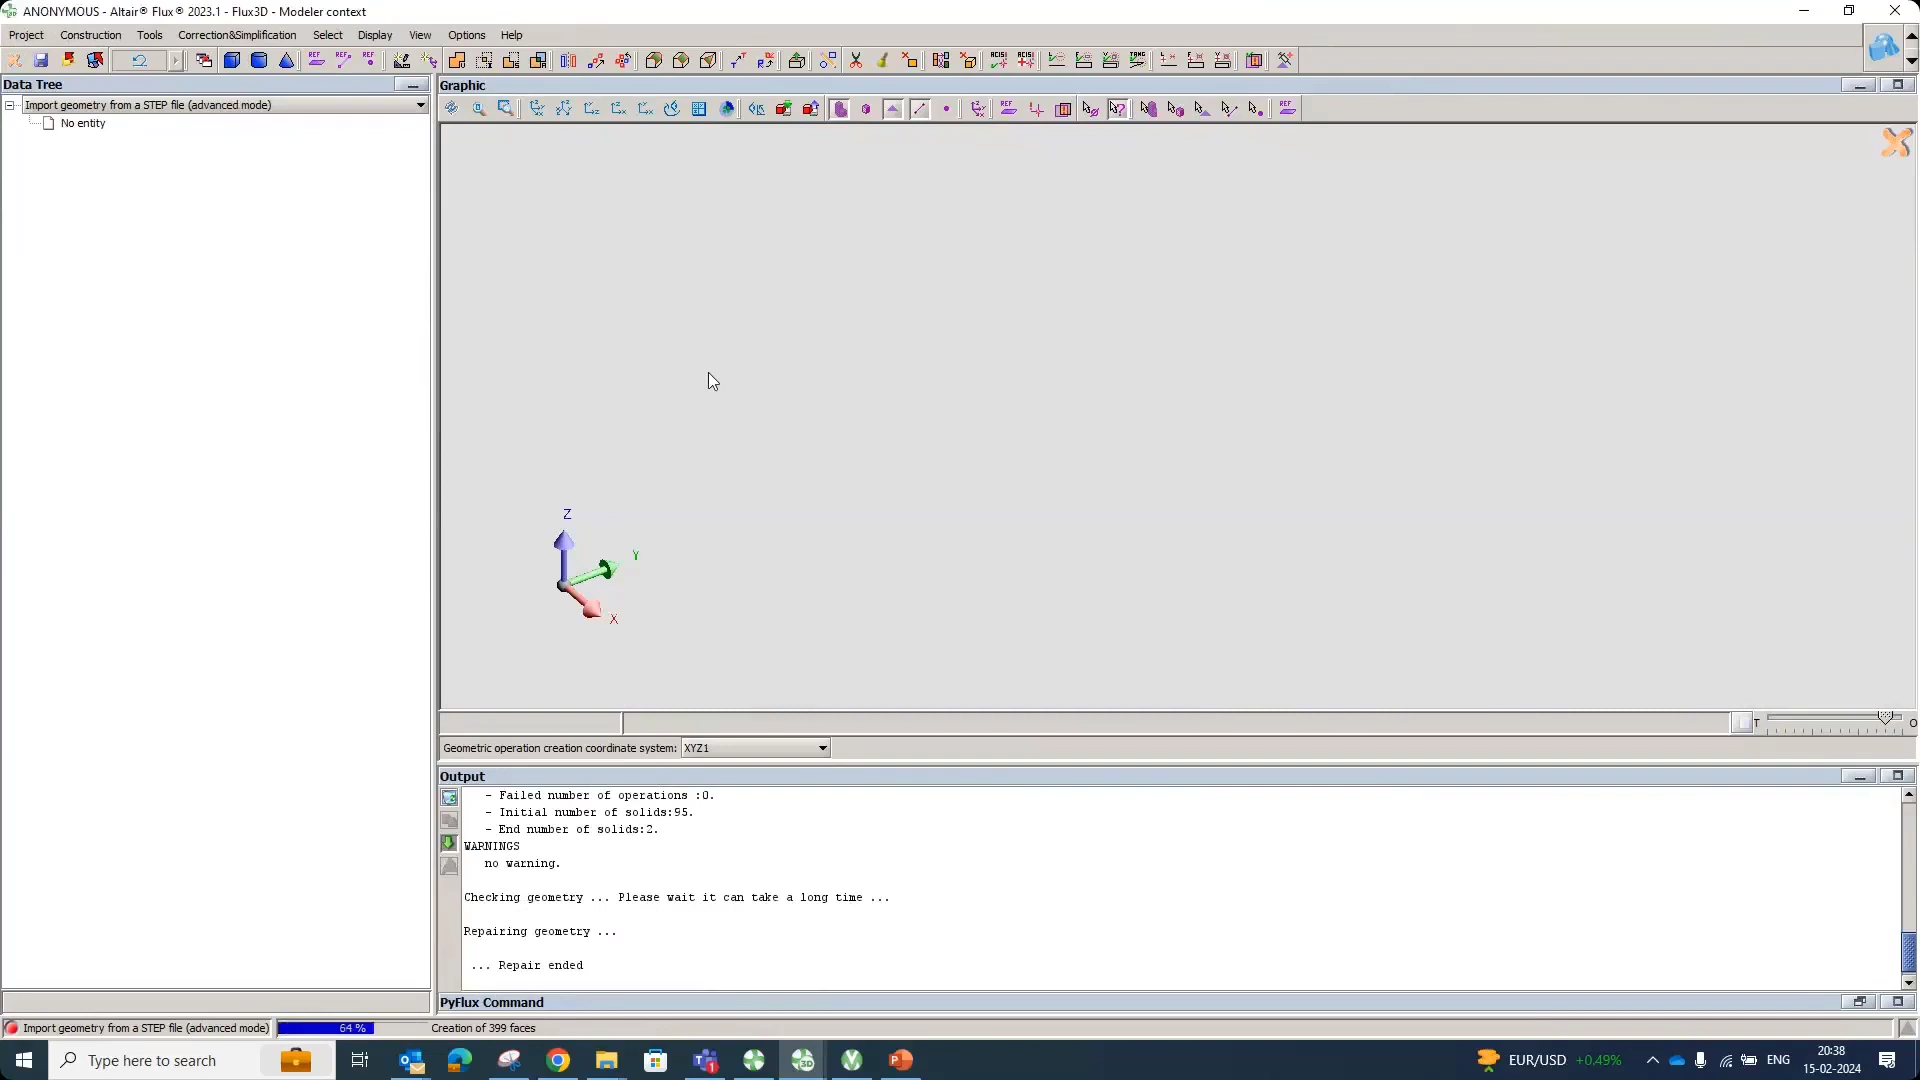 ANONYMOUS - Altair® Flux® 2023.1 - Flux3D - Modeler context
Project Construction Tools Correction&Simplification Select Display View Options Help
Data Tree
Import geometry from a STEP file (advanced mode)
No entity
Graphic
Z
Y
X
T
O
Geometric operation creation coordinate system: XYZ1
Output
- Failed number of operations :0.
- Initial number of solids:95.
- End number of solids:2.
WARNINGS
no warning.
Checking geometry ... Please wait it can take a long time ...
Repairing geometry ...
... Repair ended
PyFlux Command
Import geometry from a STEP file (advanced mode) 64 % Creation of 399 faces
Type here to search
EUR/USD +0,49%
ENG
20:38
15-02-2024